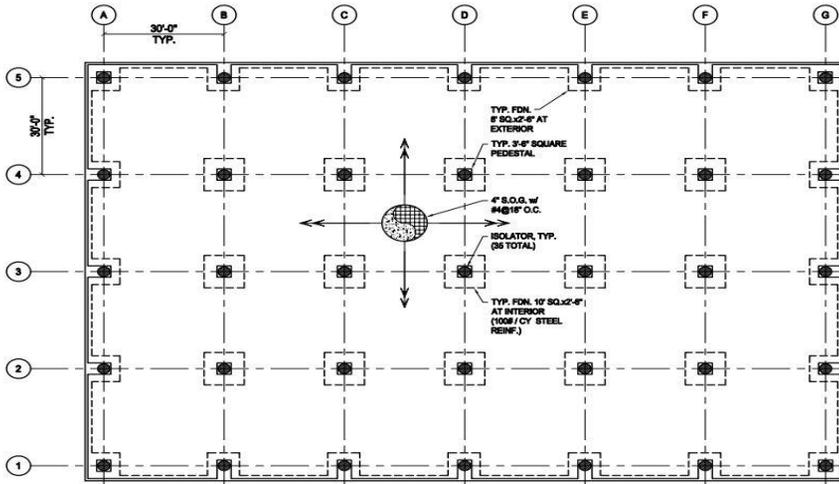 A B C D E F G
30'-0"
TYP.
5
30'-0"
TYP.
TYP. FDN.
8' SQ.x2'-6" AT
EXTERIOR
TYP. 3'-6" SQUARE
PEDESTAL
4
4" S.O.G. w/
#4@18" O.C.
ISOLATOR, TYP.
(35 TOTAL)
3
TYP. FDN. 10' SQ.x2'-6"
AT INTERIOR
(100# / CY STEEL
REINF.)
2
1